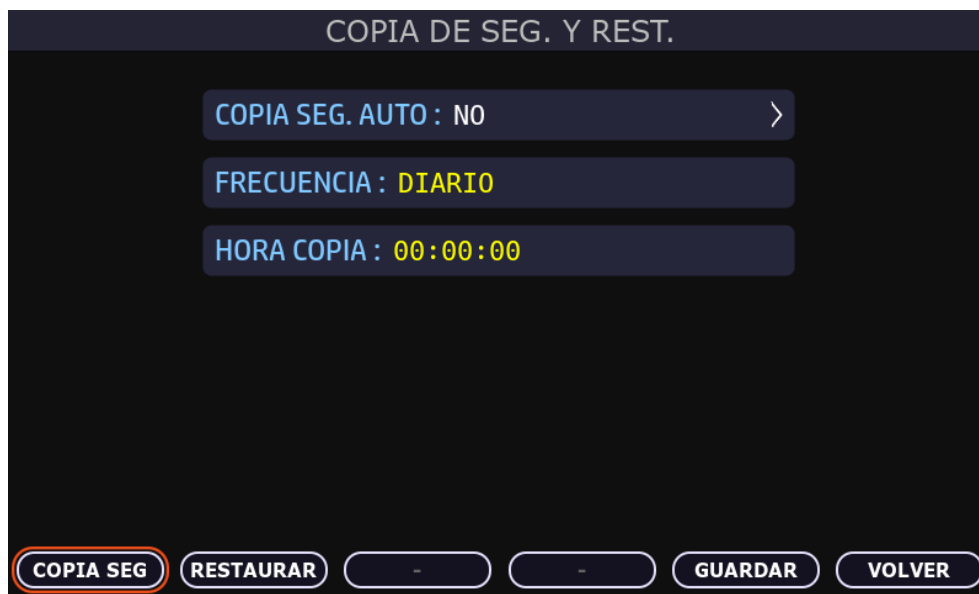 COPIA DE SEG. Y REST.
COPIA SEG. AUTO : NO >
FRECUENCIA : DIARIO
HORA COPIA : 00:00:00
COPIA SEG RESTAURAR - - GUARDAR VOLVER